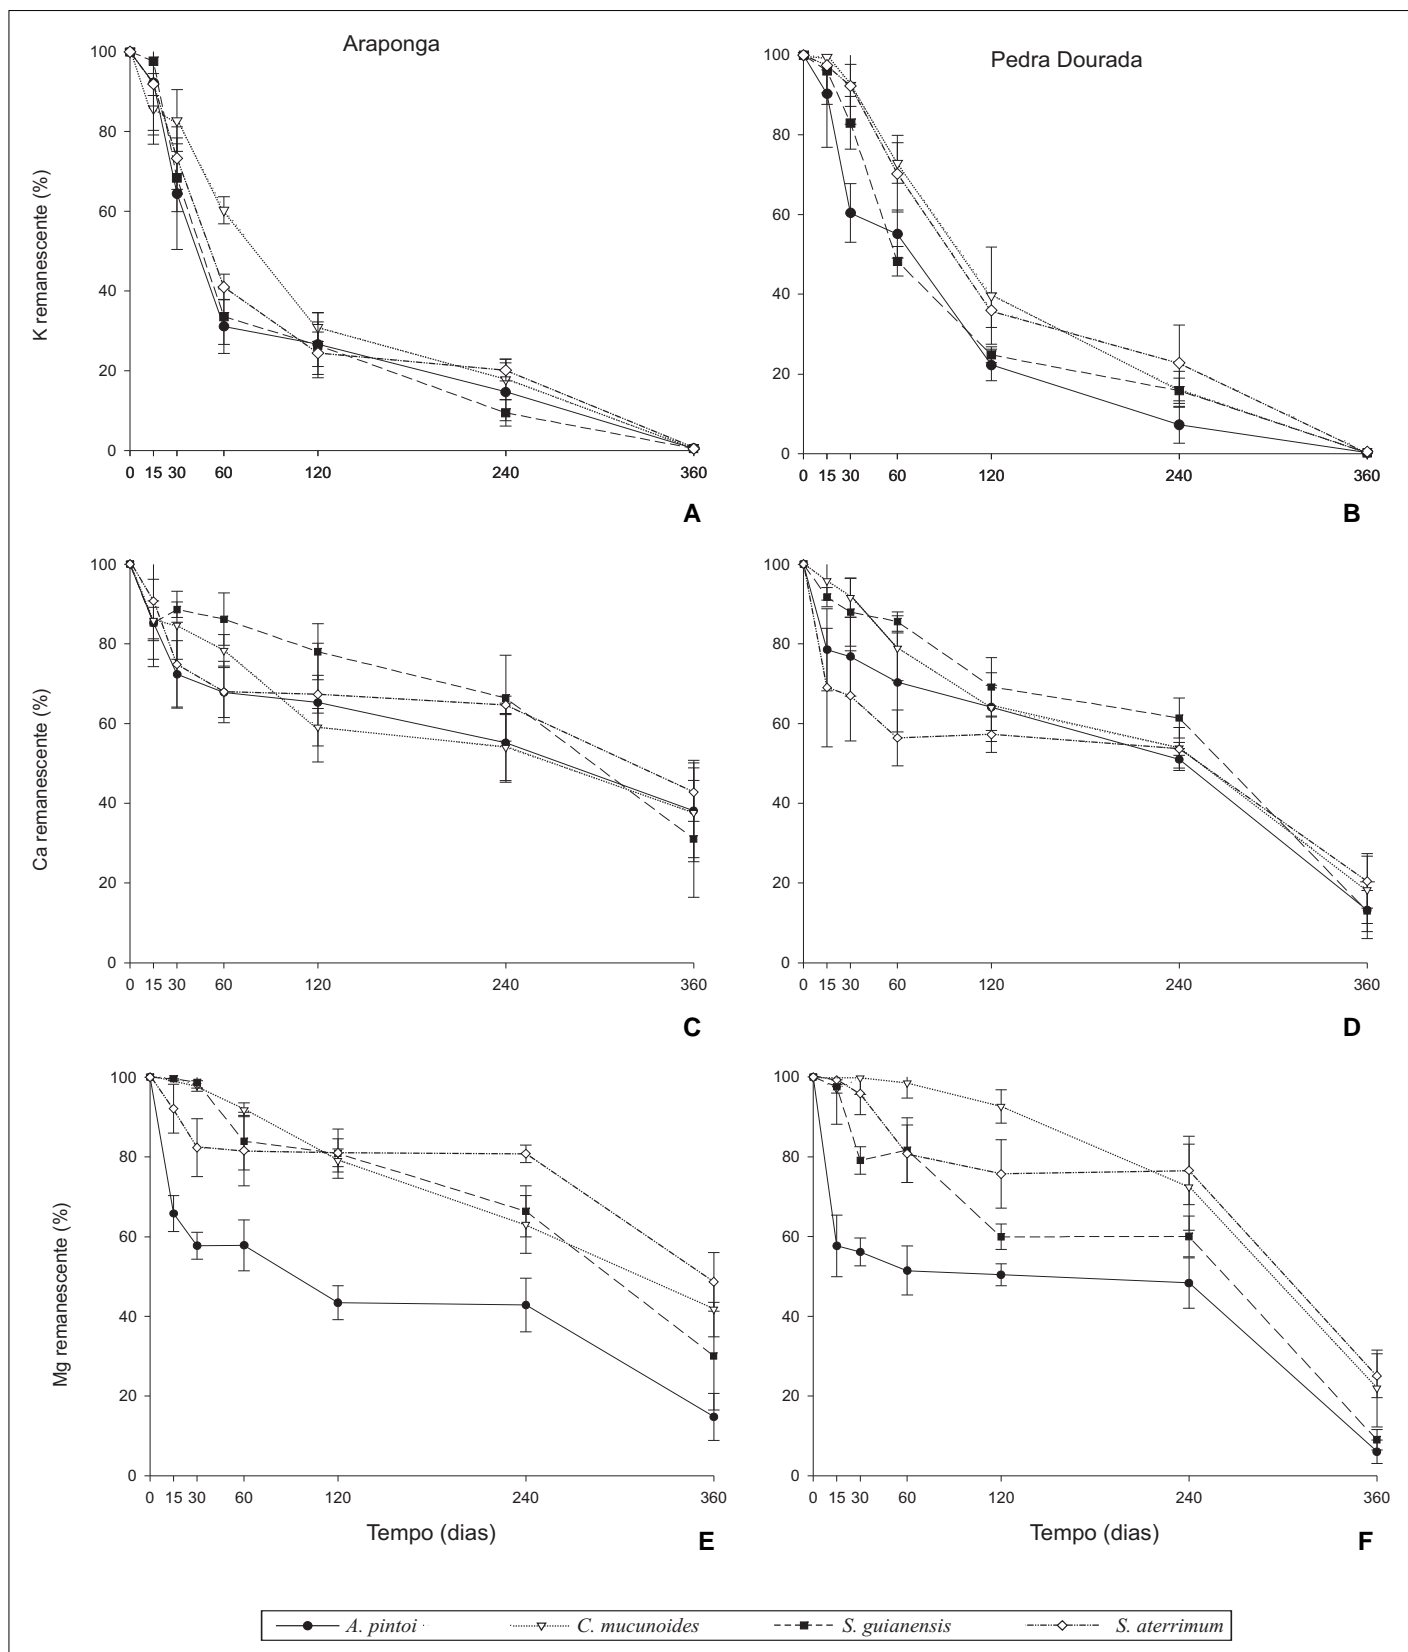 Araponga
Pedra Dourada
K remanescente (%)
100
80
60
40
20
0
0 15 30 60 120 240 360
A
100
80
60
40
20
0
0 15 30 60 120 240 360
B
Ca remanescente (%)
100
80
60
40
20
0
0 15 30 60 120 240 360
C
100
80
60
40
20
0
0 15 30 60 120 240 360
D
Mg remanescente (%)
100
80
60
40
20
0
0 15 30 60 120 240 360
Tempo (dias)
E
100
80
60
40
20
0
0 15 30 60 120 240 360
Tempo (dias)
F
A. pintoi C. mucunoides S. guianensis S. aterrimum